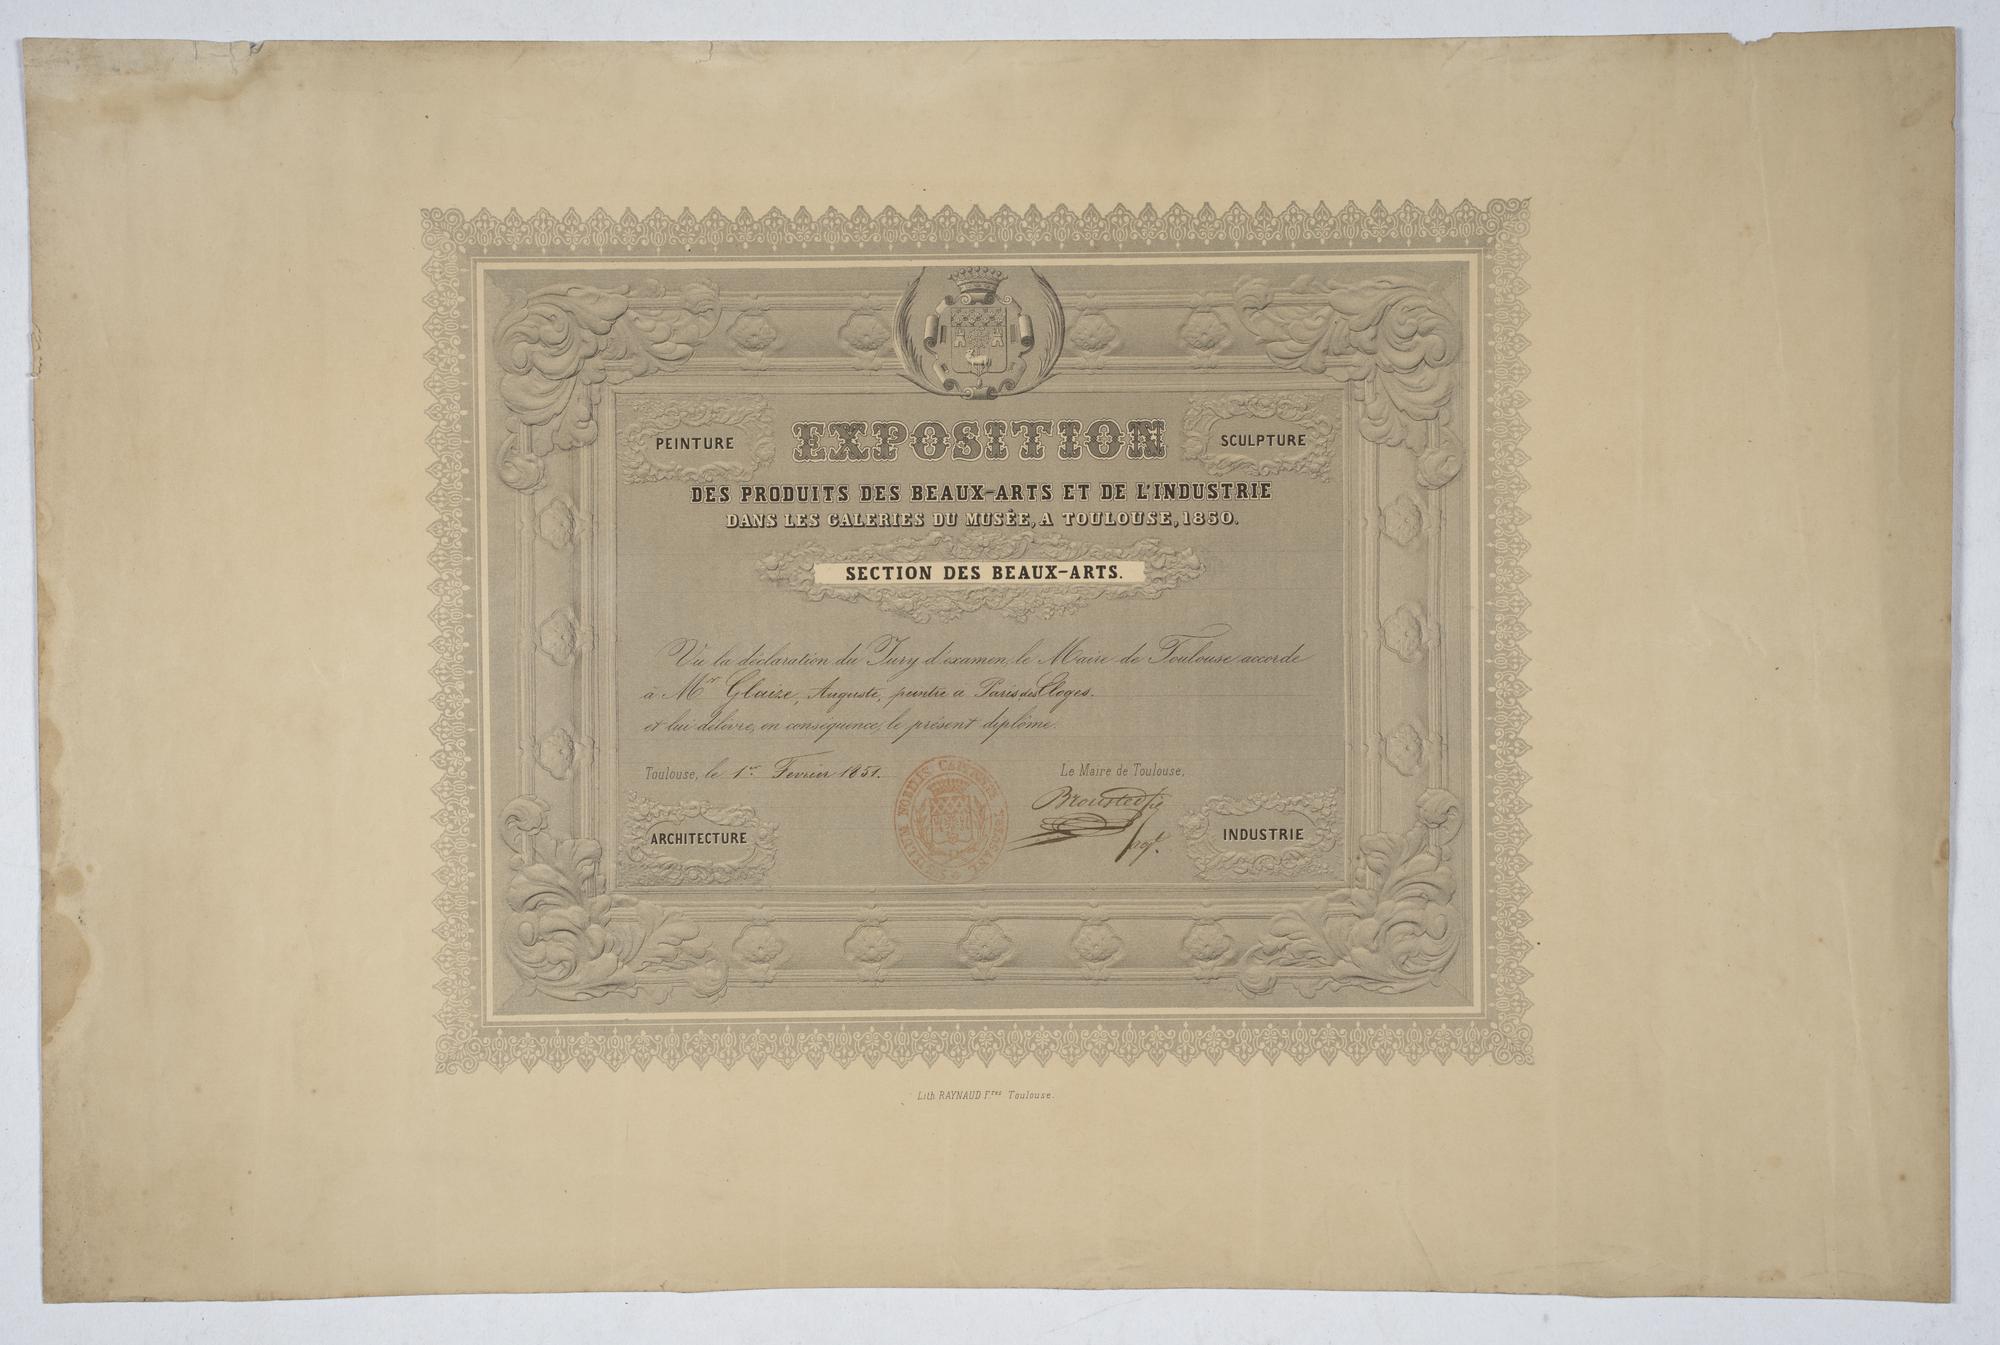 PEINTURE
EXPOSITION
SCULPTURE
DES PRODUITS DES BEAUX-ARTS ET DE L'INDUSTRIE
DANS LES GALERIES DU MUSÉE, A TOULOUSE, 1850.
SECTION DES BEAUX-ARTS.
Vu la déclaration du Jury d'examen, le Maire de Toulouse accorde
à Mr Glaize, Auguste, peintre à Paris des Eloges.
et lui délivre, en conséquence, le présent diplôme.
Toulouse, le 1er Fevrier 1851.
Le Maire de Toulouse,
ARCHITECTURE
INDUSTRIE
Lith. RAYNAUD Fres Toulouse.